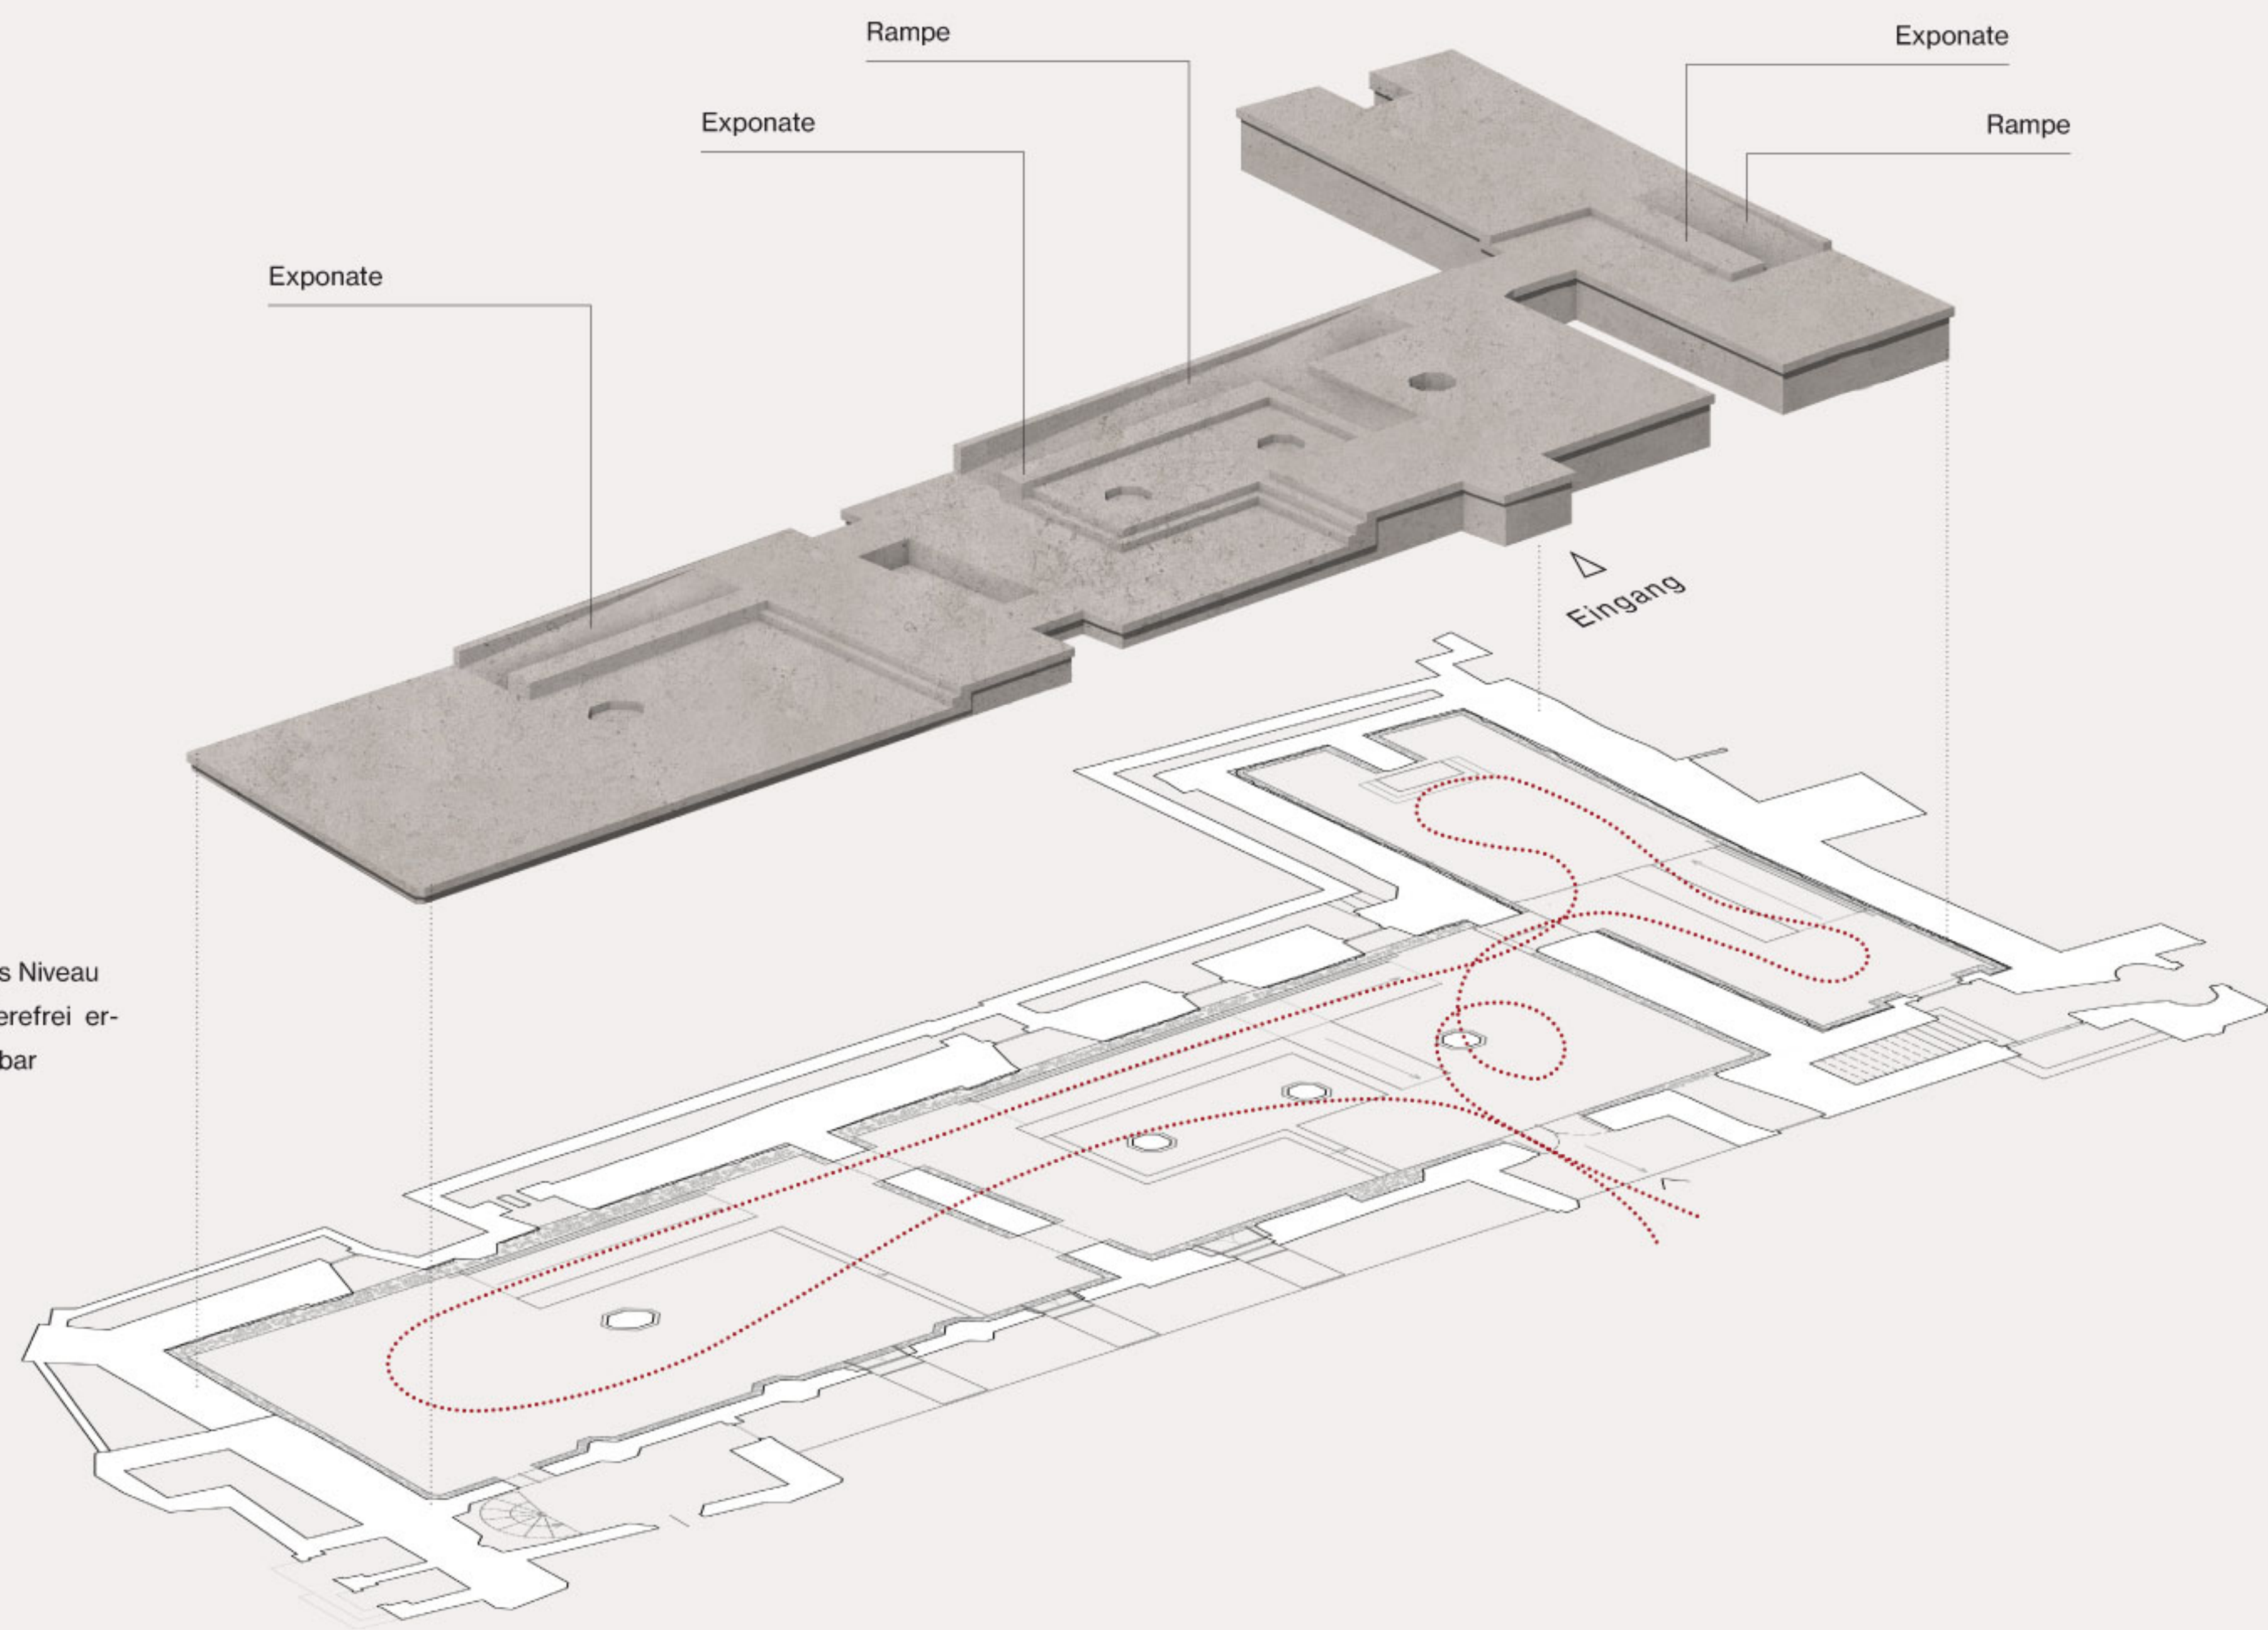 Rampe
Exponate
Exponate
Rampe
Exponate
Eingang
s Niveau
erefrei er-
bar